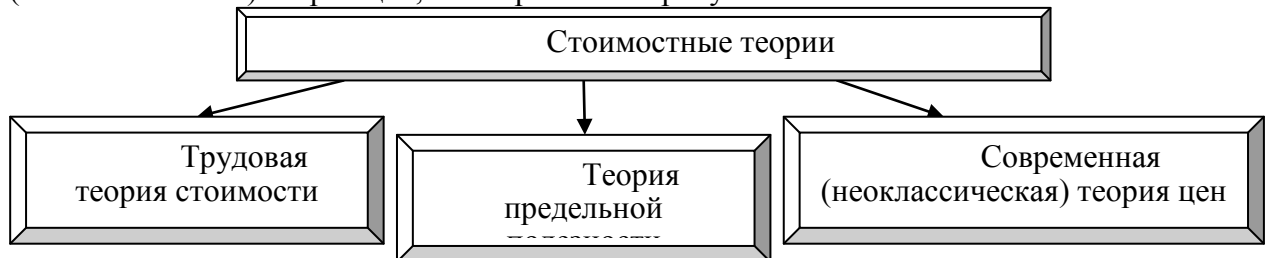 Стоимостные теории
Трудовая
теория стоимости
Теория
предельной
Современная
(неоклассическая) теория цен